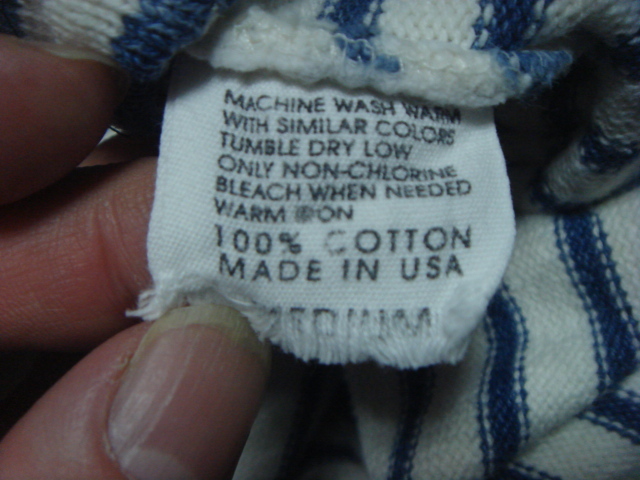 MACHINE WASH WARM
WITH SIMILAR COLORS
TUMBLE DRY LOW
ONLY NON-CHLORINE
BLEACH WHEN NEEDED
WARM IRON
100% COTTON
MADE IN USA
MEDIUM